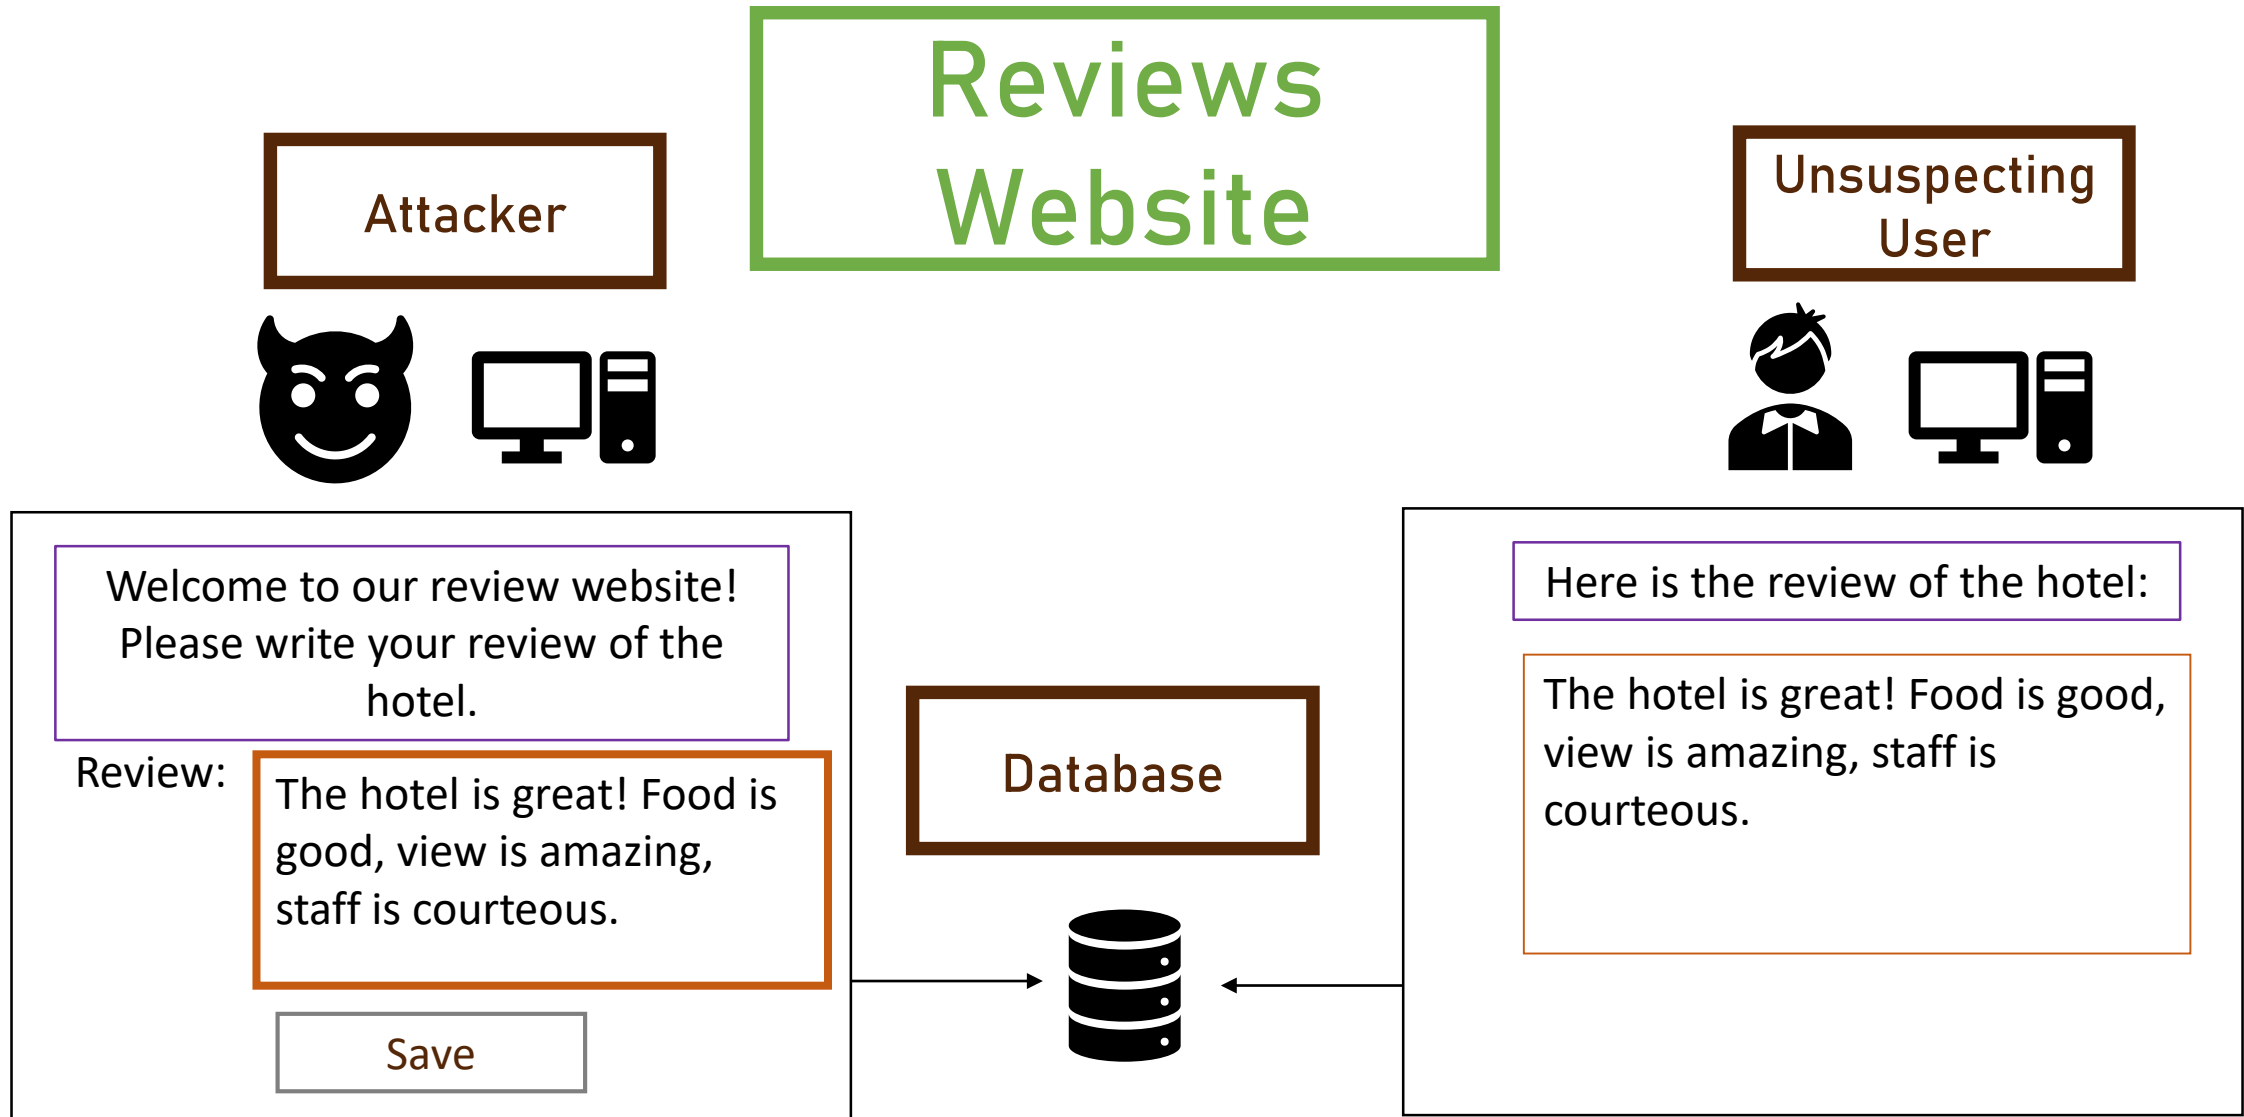 Reviews
Website
Attacker
Unsuspecting
User
Welcome to our review website!
Please write your review of the
hotel.
Review:
The hotel is great! Food is
good, view is amazing,
staff is courteous.
Save
Database
Here is the review of the hotel:
The hotel is great! Food is good,
view is amazing, staff is
courteous.